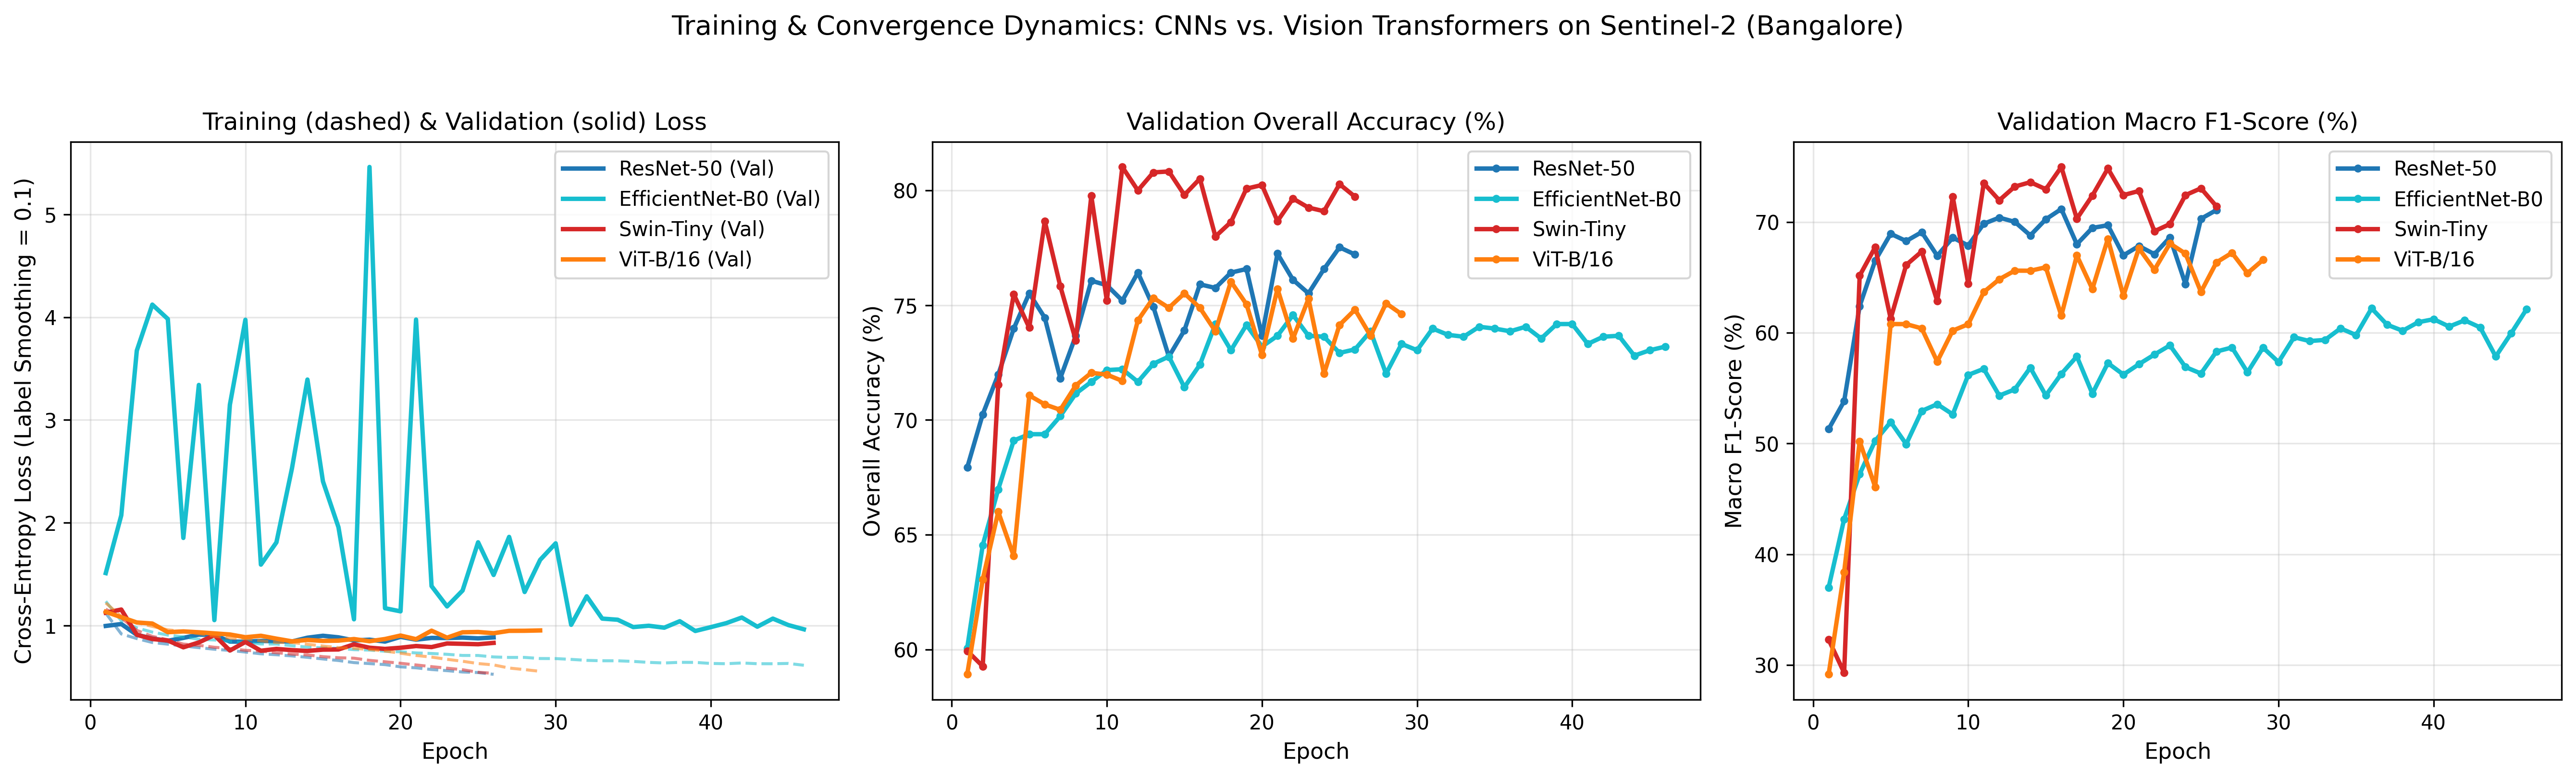 Training & Convergence Dynamics: CNNs vs. Vision Transformers on Sentinel-2 (Bangalore)
Training (dashed) & Validation (solid) Loss
Cross-Entropy Loss (Label Smoothing = 0.1)
5
4
3
2
1
0
10
20
30
40
Epoch
ResNet-50 (Val)
EfficientNet-B0 (Val)
Swin-Tiny (Val)
ViT-B/16 (Val)
Validation Overall Accuracy (%)
Overall Accuracy (%)
80
75
70
65
60
0
10
20
30
40
Epoch
ResNet-50
EfficientNet-B0
Swin-Tiny
ViT-B/16
Validation Macro F1-Score (%)
Macro F1-Score (%)
70
60
50
40
30
0
10
20
30
40
Epoch
ResNet-50
EfficientNet-B0
Swin-Tiny
ViT-B/16